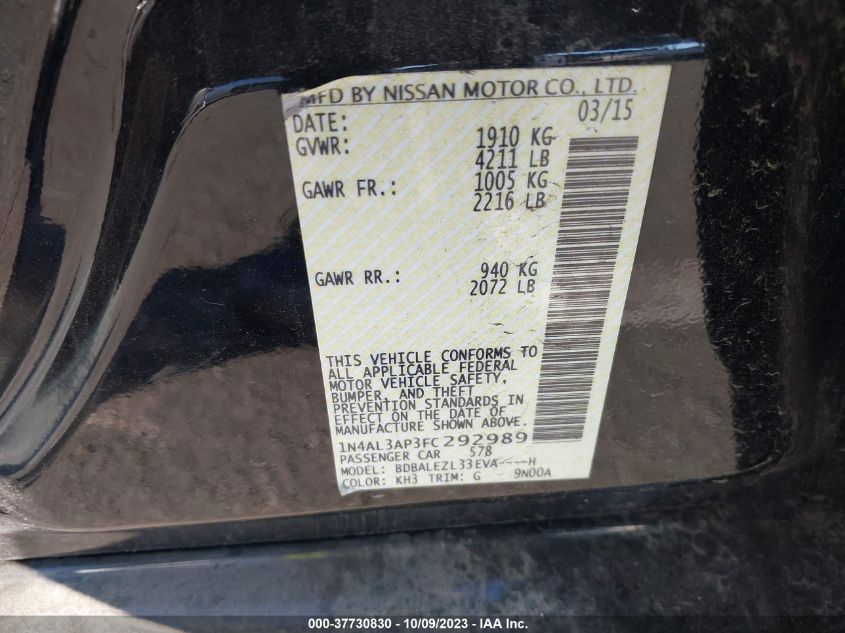 MFD BY NISSAN MOTOR CO., LTD.
DATE: 03/15
GVWR: 1910 KG
4211 LB
GAWR FR.: 1005 KG
2216 LB
GAWR RR.: 940 KG
2072 LB
THIS VEHICLE CONFORMS TO
ALL APPLICABLE FEDERAL
MOTOR VEHICLE SAFETY,
BUMPER, AND THEFT
PREVENTION STANDARDS IN
EFFECT ON THE DATE OF
MANUFACTURE SHOWN ABOVE.
1N4AL3AP3FC292989
PASSENGER CAR 578
MODEL: BDBALEZL33EVA----H
COLOR: KH3 TRIM: G - 9N00A
000-37730830 - 10/09/2023 - IAA Inc.